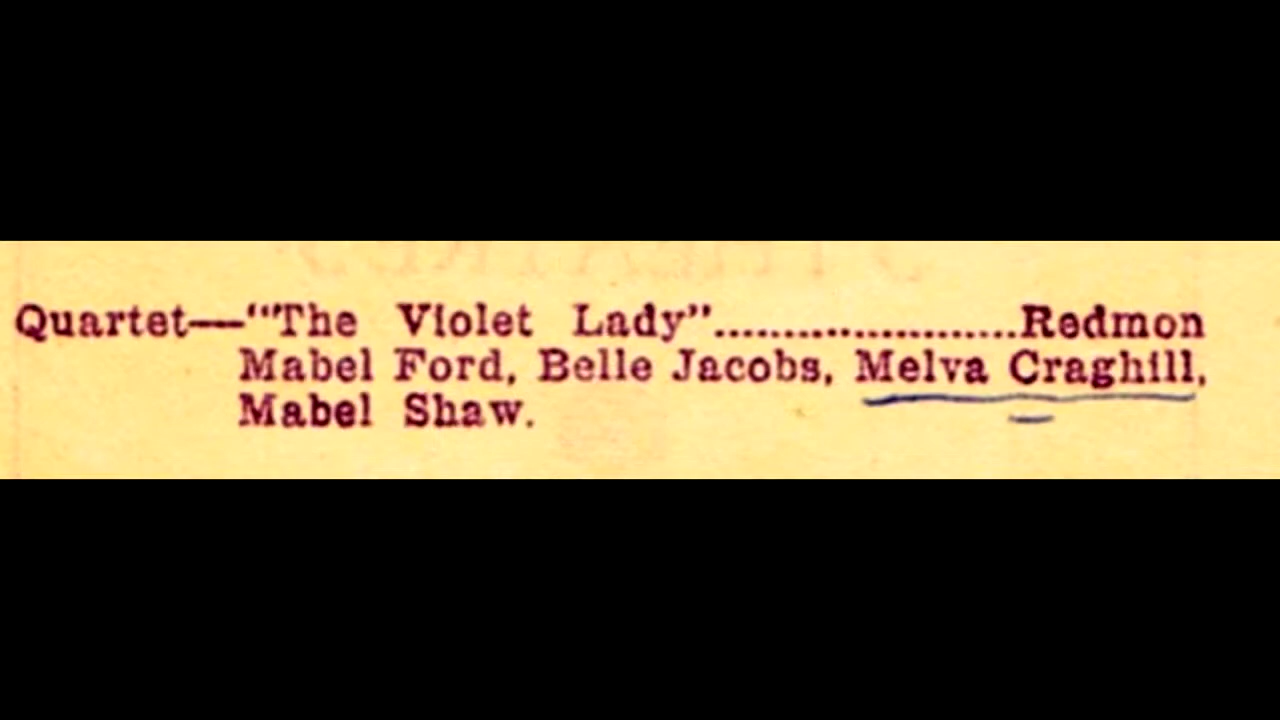 Quartet—"The Violet Lady"......................Redmon
Mabel Ford, Belle Jacobs, Melva Craghill,
Mabel Shaw.